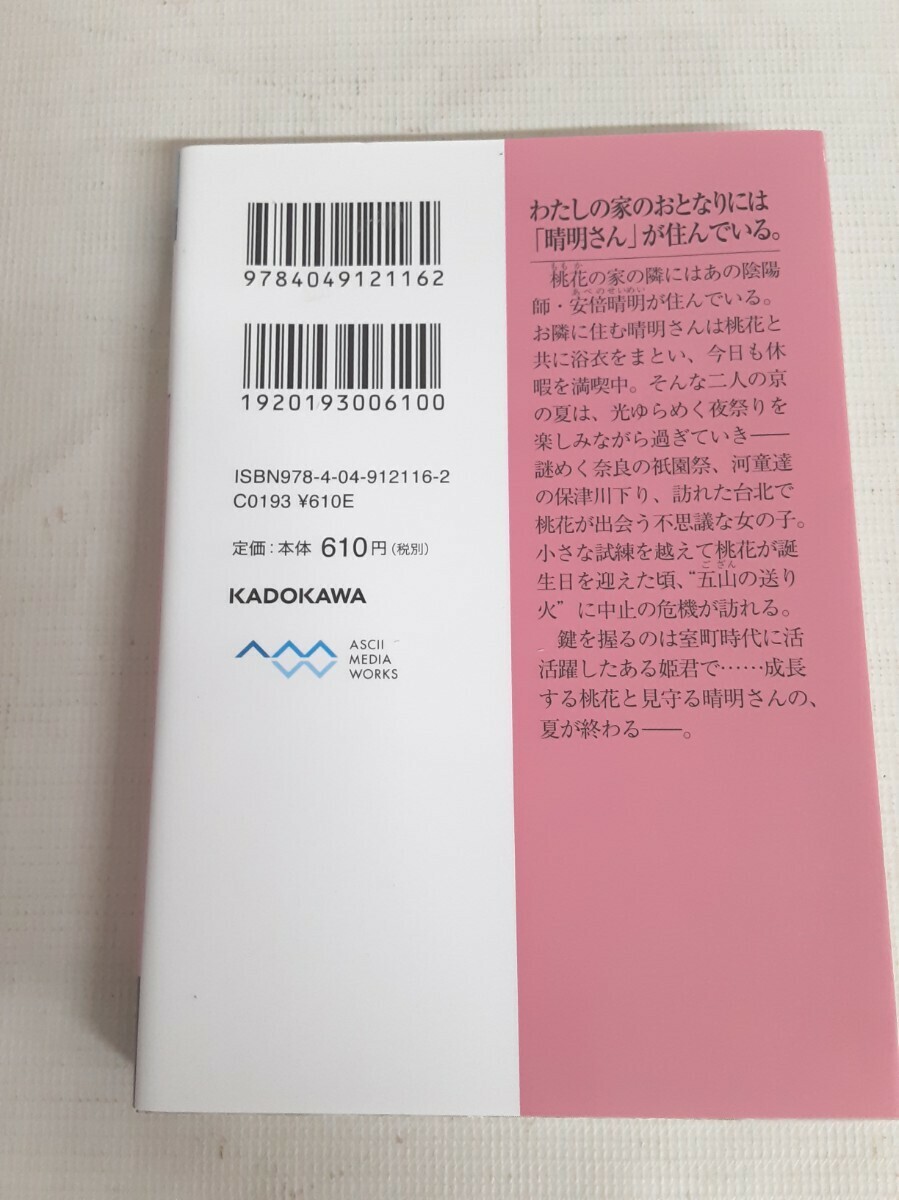 9784049121162
1920193006100
ISBN978-4-04-912116-2
C0193 ¥610E
定価:本体 610円(税別)
KADOKAWA
ASCII
MEDIA
WORKS
わたしの家のおとなりには
「晴明さん」が住んでいる。
桃花の家の隣にはあの陰陽
師・安倍晴明が住んでいる。
お隣に住む晴明さんは桃花と
共に浴衣をまとい、今日も休
暇を満喫中。そんな二人の京
の夏は、光ゆらめく夜祭りを
楽しみながら過ぎていき──
謎めく奈良の祇園祭、河童達
の保津川下り、訪れた台北で
桃花が出会う不思議な女の子。
小さな試練を越えて桃花が誕
生日を迎えた頃、“五山の送り
火”に中止の危機が訪れる。
鍵を握るのは室町時代に活
活躍したある姫君で……成長
する桃花と見守る晴明さんの、
夏が終わる──。